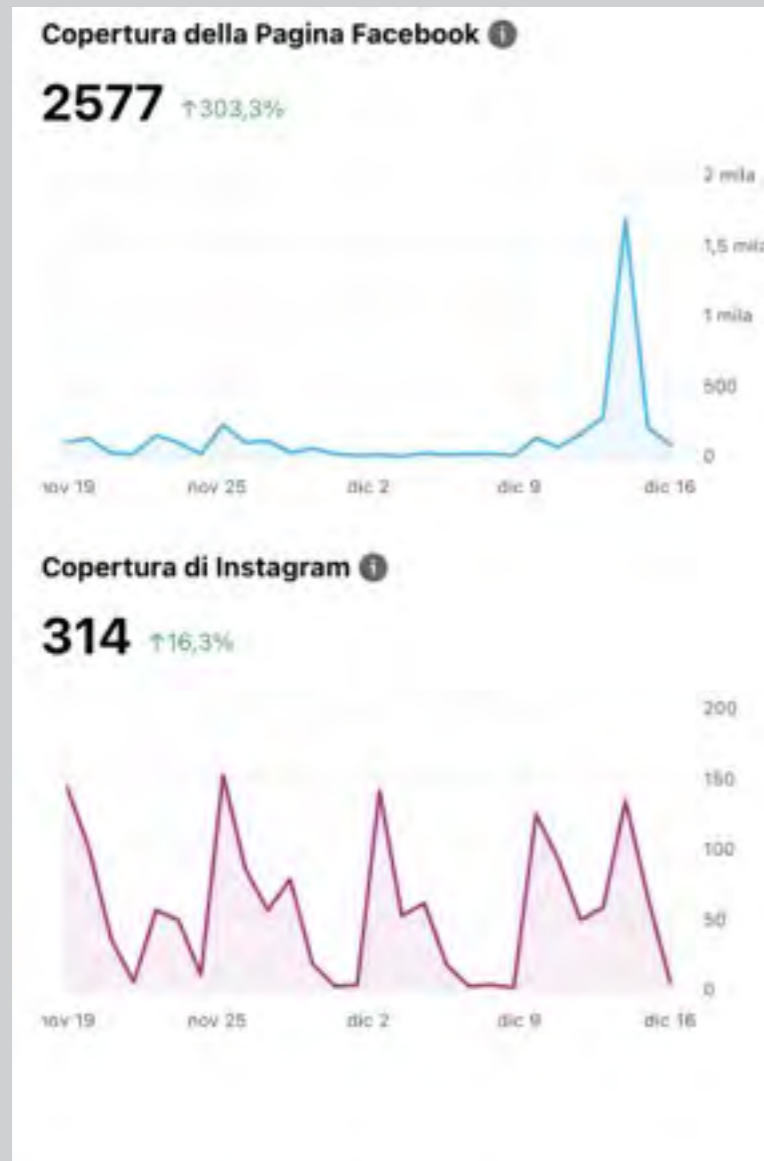 Copertura della Pagina Facebook
2577 ↑303,3%
2 mila
1,5 mila
1 mila
500
0
nov 19 nov 25 dic 2 dic 9 dic 16
Copertura di Instagram
314 ↑16,3%
200
150
100
50
0
nov 19 nov 25 dic 2 dic 9 dic 16